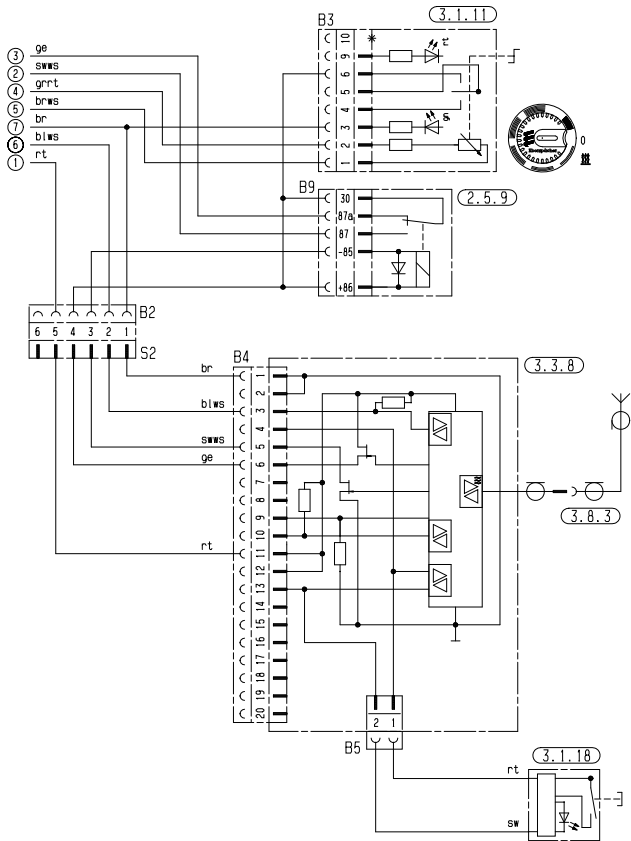 B3
3.1.11
3 ge
2 swws
4 grrt
5 brws
7 br
6 blws
1 rt
10
9
6
5
4
3
2
1
0
B9
2.5.9
30
87a
87
-85
+86
B2
6 5 4 3 2 1
S2
B4
3.3.8
br
blws
swws
ge
rt
1
2
3
4
5
6
7
8
9
10
11
12
13
14
15
16
17
18
19
20
3.8.3
2 1
B5
3.1.18
rt
sw